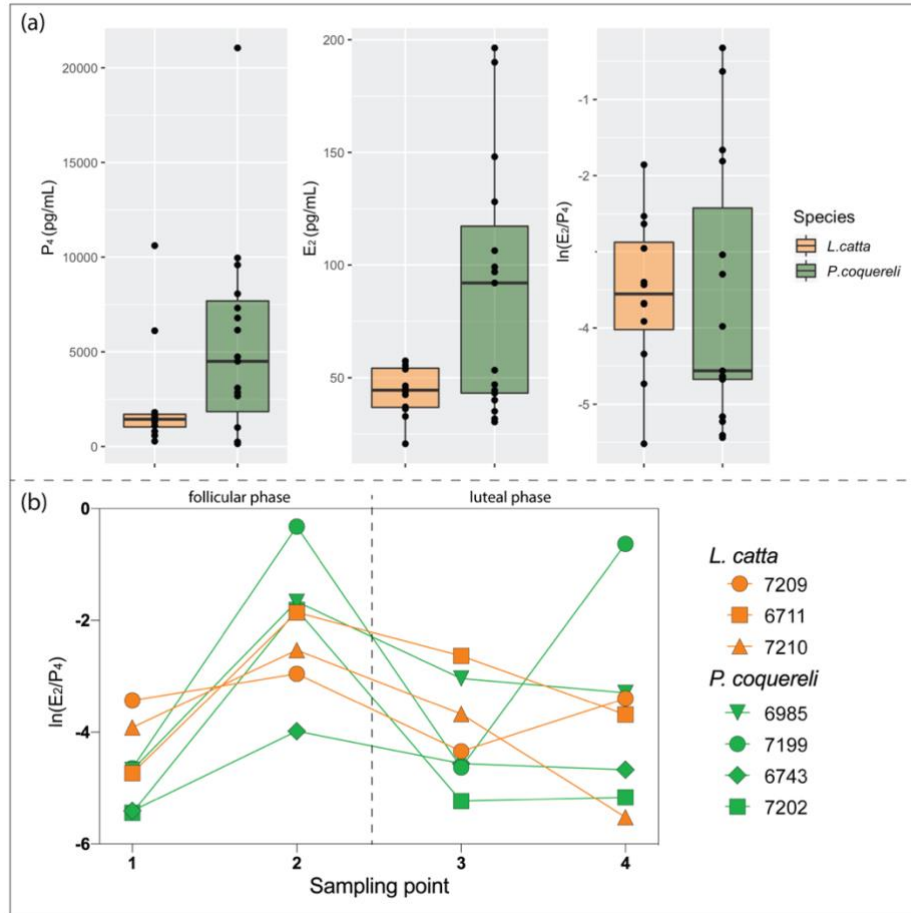 (a)
P₄ (pg/mL)
20000
15000
10000
5000
0
E₂ (pg/mL)
200
150
100
50
ln(E₂/P₄)
-1
-2
-3
-4
-5
Species
L.catta
P.coquereli
(b)
follicular phase
luteal phase
ln(E₂/P₄)
0
-2
-4
-6
1 2 3 4
Sampling point
L. catta
7209
6711
7210
P. coquereli
6985
7199
6743
7202